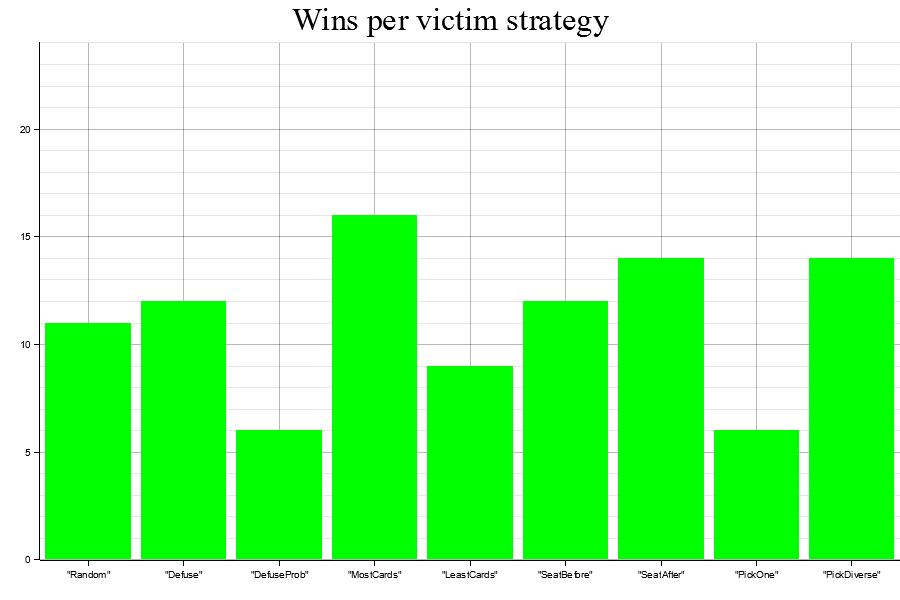 Wins per victim strategy
20
15
10
5
0
"Random" "Defuse" "DefuseProb" "MostCards" "LeastCards" "SeatBefore" "SeatAfter" "PickOne" "PickDiverse"